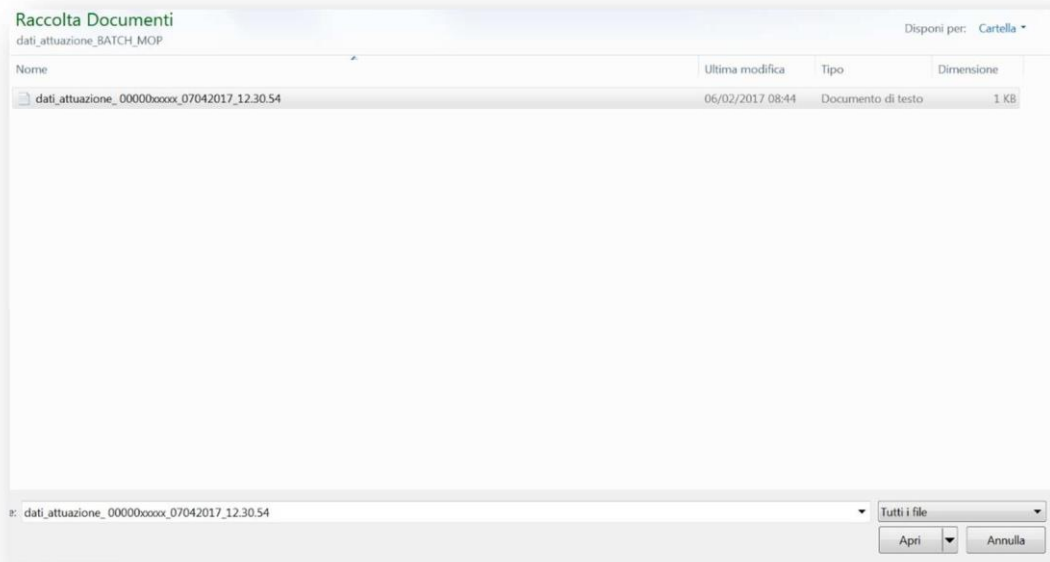 Raccolta Documenti
dati_attuazione_BATCH_MOP
Disponi per: Cartella
Nome Ultima modifica Tipo Dimensione
dati_attuazione_ 00000xxxxx_07042017_12.30.54 06/02/2017 08:44 Documento di testo 1 KB
e: dati_attuazione_ 00000xxxxx_07042017_12.30.54 Tutti i file
Apri Annulla